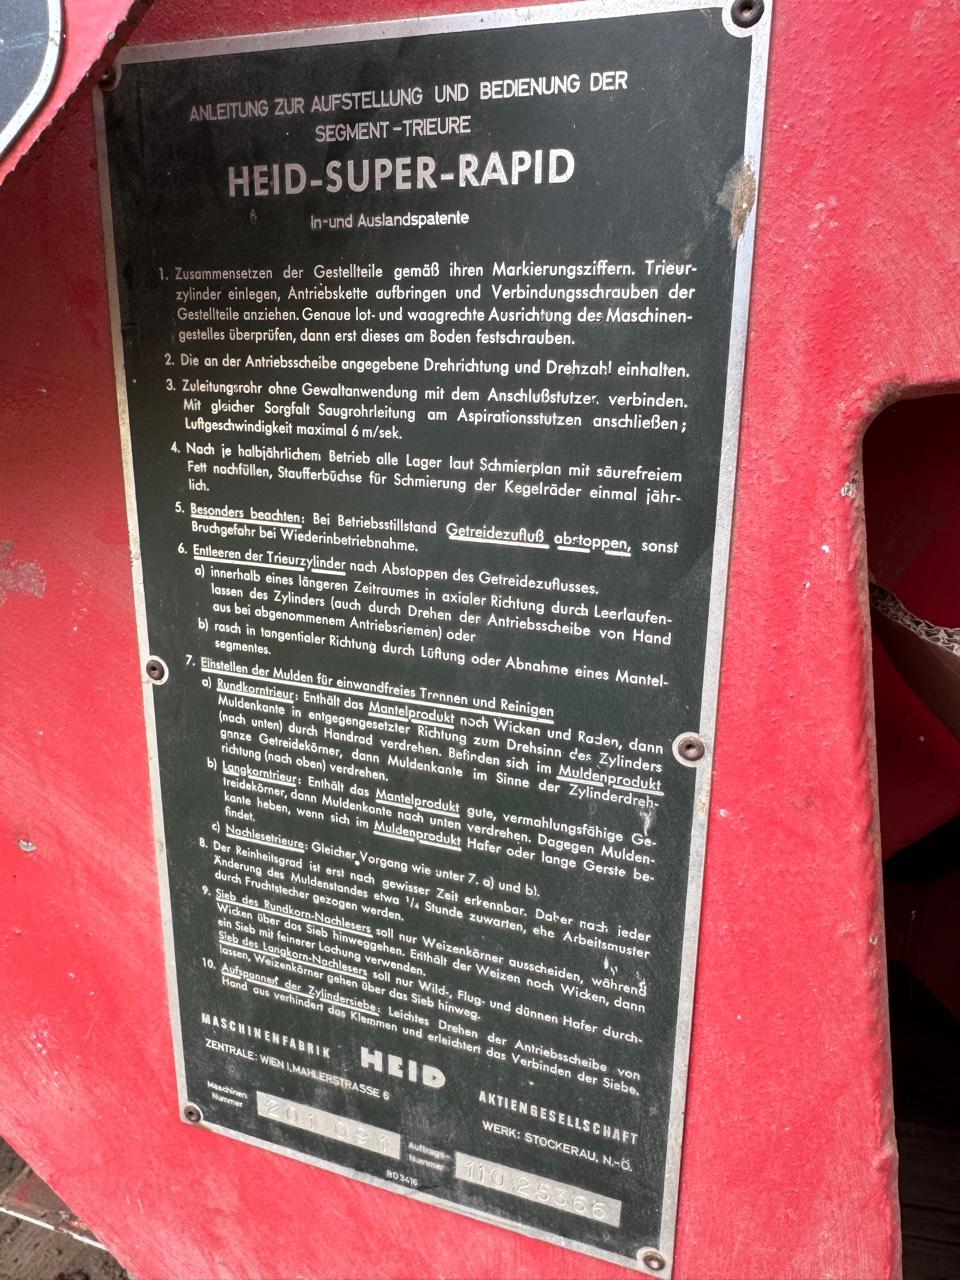 ANLEITUNG ZUR AUFSTELLUNG UND BEDIENUNG DER
SEGMENT-TRIEURE
HEID-SUPER-RAPID
In- und Auslandspatente
1. Zusammensetzen der Gestellteile gemäß ihren Markierungsziffern. Trieur-
zylinder einlegen, Antriebskette aufbringen und Verbindungsschrauben der
Gestellteile anziehen. Genaue lot- und waagrechte Ausrichtung des Maschinen-
gestelles überprüfen, dann erst dieses am Boden festschrauben.
2. Die an der Antriebsscheibe angegebene Drehrichtung und Drehzahl einhalten.
3. Zuleitungsrohr ohne Gewaltanwendung mit dem Anschlußstutzen verbinden.
Mit gleicher Sorgfalt Saugrohrleitung am Aspirationsstutzen anschließen;
Luftgeschwindigkeit maximal 6 m/sek.
4. Nach je halbjährlichem Betrieb alle Lager laut Schmierplan mit säurefreiem
Fett nachfüllen, Staufferbüchse für Schmierung der Kegelräder einmal jähr-
lich.
5. Besonders beachten: Bei Betriebsstillstand Getreidezufluß abstoppen, sonst
Bruchgefahr bei Wiederinbetriebnahme.
6. Entleeren der Trieurzylinder nach Abstoppen des Getreidezuflusses.
a) innerhalb eines längeren Zeitraumes in axialer Richtung durch Leerlaufen-
lassen des Zylinders (auch durch Drehen der Antriebsscheibe von Hand
aus bei abgenommenem Antriebsriemen) oder
b) rasch in tangentialer Richtung durch Lüftung oder Abnahme eines Mantel-
segmentes.
7. Einstellen der Mulden für einwandfreies Trennen und Reinigen
a) Rundkorntrieur: Enthält das Mantelprodukt noch Wicken und Raden, dann
Muldenkante in entgegengesetzter Richtung zum Drehsinn des Zylinders
(nach unten) durch Handrad verdrehen. Befinden sich im Muldenprodukt
ganze Getreidekörner, dann Muldenkante im Sinne der Zylinderdreh-
richtung (nach oben) verdrehen.
b) Langkorntrieur: Enthält das Mantelprodukt gute, vermahlungsfähige Ge-
treidekörner, dann Muldenkante nach unten verdrehen. Dagegen Mulden-
kante heben, wenn sich im Muldenprodukt Hafer oder lange Gerste be-
findet.
c) Nachlesetrieure: Gleicher Vorgang wie unter 7. a) und b).
8. Der Reinheitsgrad ist erst nach gewisser Zeit erkennbar. Daher nach jeder
Änderung des Muldenstandes etwa 1/4 Stunde zuwarten, ehe Arbeitsmuster
durch Fruchtstecher gezogen werden.
9. Sieb des Rundkorn-Nachlesers soll nur Weizenkörner ausscheiden, während
Wicken über das Sieb hinweggehen. Enthält der Weizen noch Wicken, dann
ein Sieb mit feinerer Lochung verwenden.
Sieb des Langkorn-Nachlesers soll nur Wild-, Flug- und dünnen Hafer durch-
lassen, Weizenkörner gehen über das Sieb hinweg.
10. Aufspannen der Zylindersiebe: Leichtes Drehen der Antriebsscheibe von
Hand aus verhindert das Klemmen und erleichtert das Verbinden der Siebe.
MASCHINENFABRIK HEID AKTIENGESELLSCHAFT
ZENTRALE: WIEN I, MAHLERSTRASSE 6 WERK: STOCKERAU, N.-Ö.
Maschinen Nummer 201 091 Auftrags- Nummer 110 25366
RD 3416